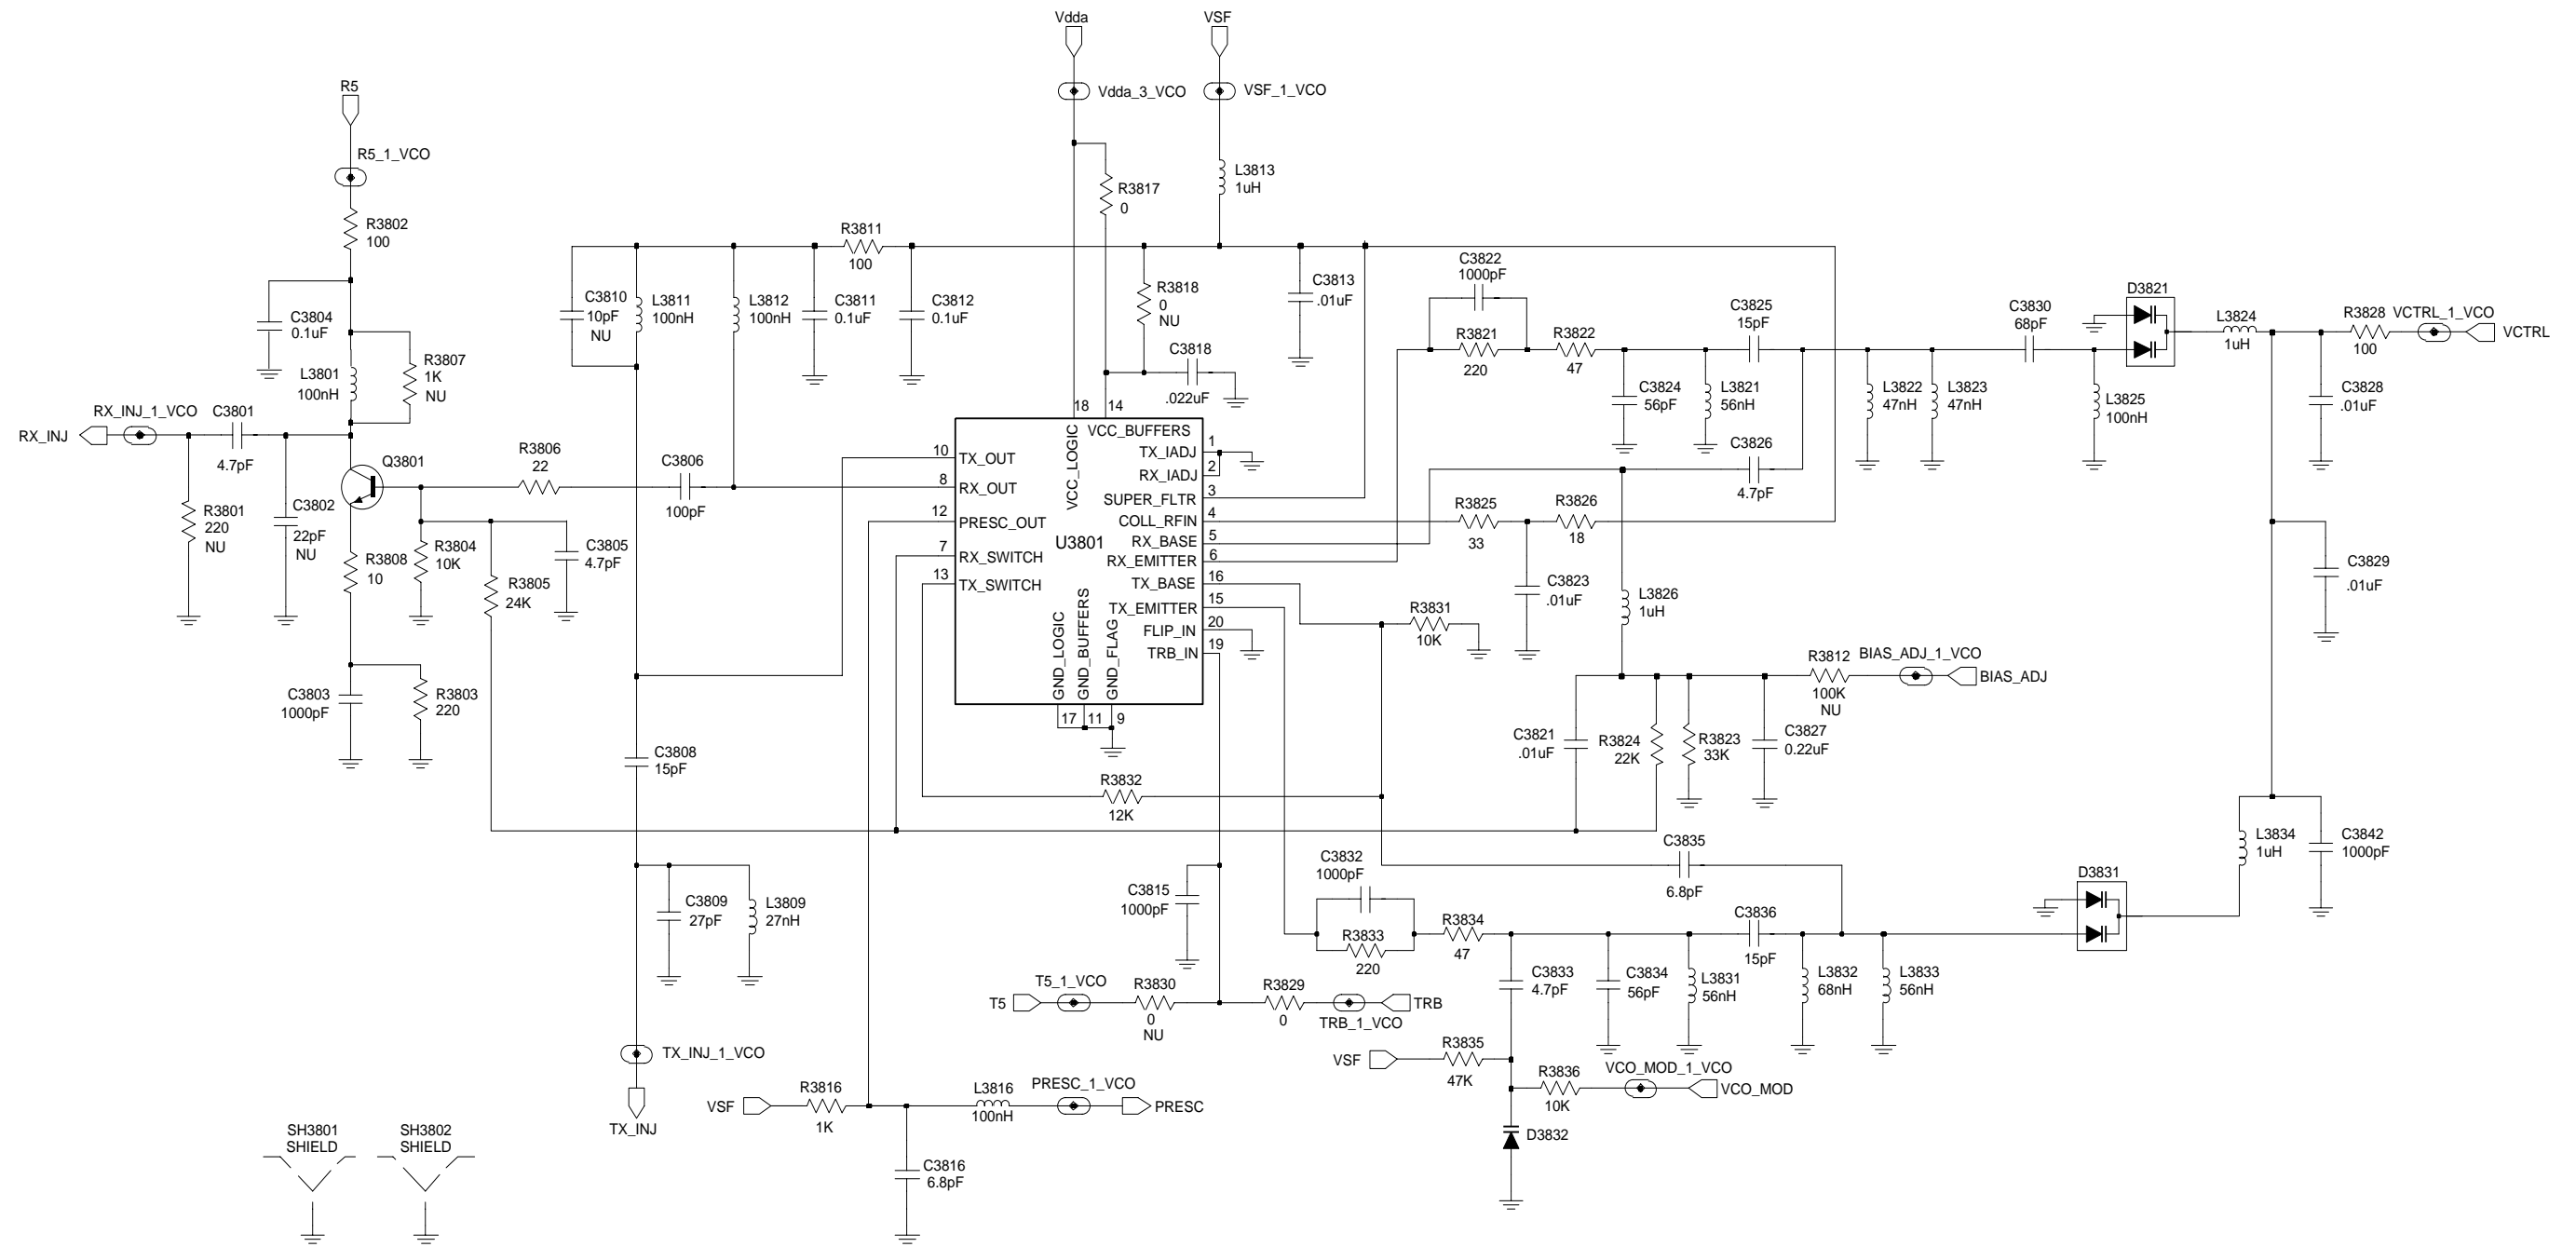 Vdda
VSF
Vdda_3_VCO
VSF_1_VCO
R5
R5_1_VCO
R3802
100
C3804
0.1uF
L3801
100nH
R3807
1K
NU
RX_INJ_1_VCO
C3801
RX_INJ
4.7pF
Q3801
R3801
220
NU
C3802
22pF
NU
R3808
10
R3804
10K
R3805
24K
C3805
4.7pF
C3803
1000pF
R3803
220
R3806
22
C3806
100pF
L3813
1uH
R3817
0
R3811
100
C3810
10pF
NU
L3811
100nH
L3812
100nH
C3811
0.1uF
C3812
0.1uF
R3818
0
NU
C3818
.022uF
C3813
.01uF
18
14
VCC_LOGIC
VCC_BUFFERS
10
TX_OUT
8
RX_OUT
12
PRESC_OUT
7
RX_SWITCH
13
TX_SWITCH
U3801
TX_IADJ
1
RX_IADJ
2
SUPER_FLTR
3
COLL_RFIN
4
RX_BASE
5
RX_EMITTER
6
TX_BASE
16
TX_EMITTER
15
FLIP_IN
20
TRB_IN
19
GND_LOGIC
GND_BUFFERS
GND_FLAG
17
11
9
C3822
1000pF
R3821
220
R3822
47
C3825
15pF
C3824
56pF
L3821
56nH
C3826
4.7pF
L3822
47nH
L3823
47nH
C3830
68pF
D3821
L3825
100nH
L3824
1uH
R3828
100
VCTRL_1_VCO
VCTRL
C3828
.01uF
C3829
.01uF
R3825
33
R3826
18
C3823
.01uF
L3826
1uH
R3831
10K
R3812
100K
NU
BIAS_ADJ_1_VCO
BIAS_ADJ
C3821
.01uF
R3824
22K
R3823
33K
C3827
0.22uF
C3808
15pF
R3832
12K
C3809
27pF
L3809
27nH
C3815
1000pF
C3832
1000pF
R3833
220
R3834
47
C3835
6.8pF
C3836
15pF
C3833
4.7pF
C3834
56pF
L3831
56nH
L3832
68nH
L3833
56nH
D3831
L3834
1uH
C3842
1000pF
T5
T5_1_VCO
R3830
0
NU
R3829
0
TRB_1_VCO
TRB
TX_INJ_1_VCO
TX_INJ
VSF
R3816
1K
L3816
100nH
PRESC_1_VCO
PRESC
C3816
6.8pF
VSF
R3835
47K
R3836
10K
VCO_MOD_1_VCO
VCO_MOD
D3832
SH3801
SHIELD
SH3802
SHIELD